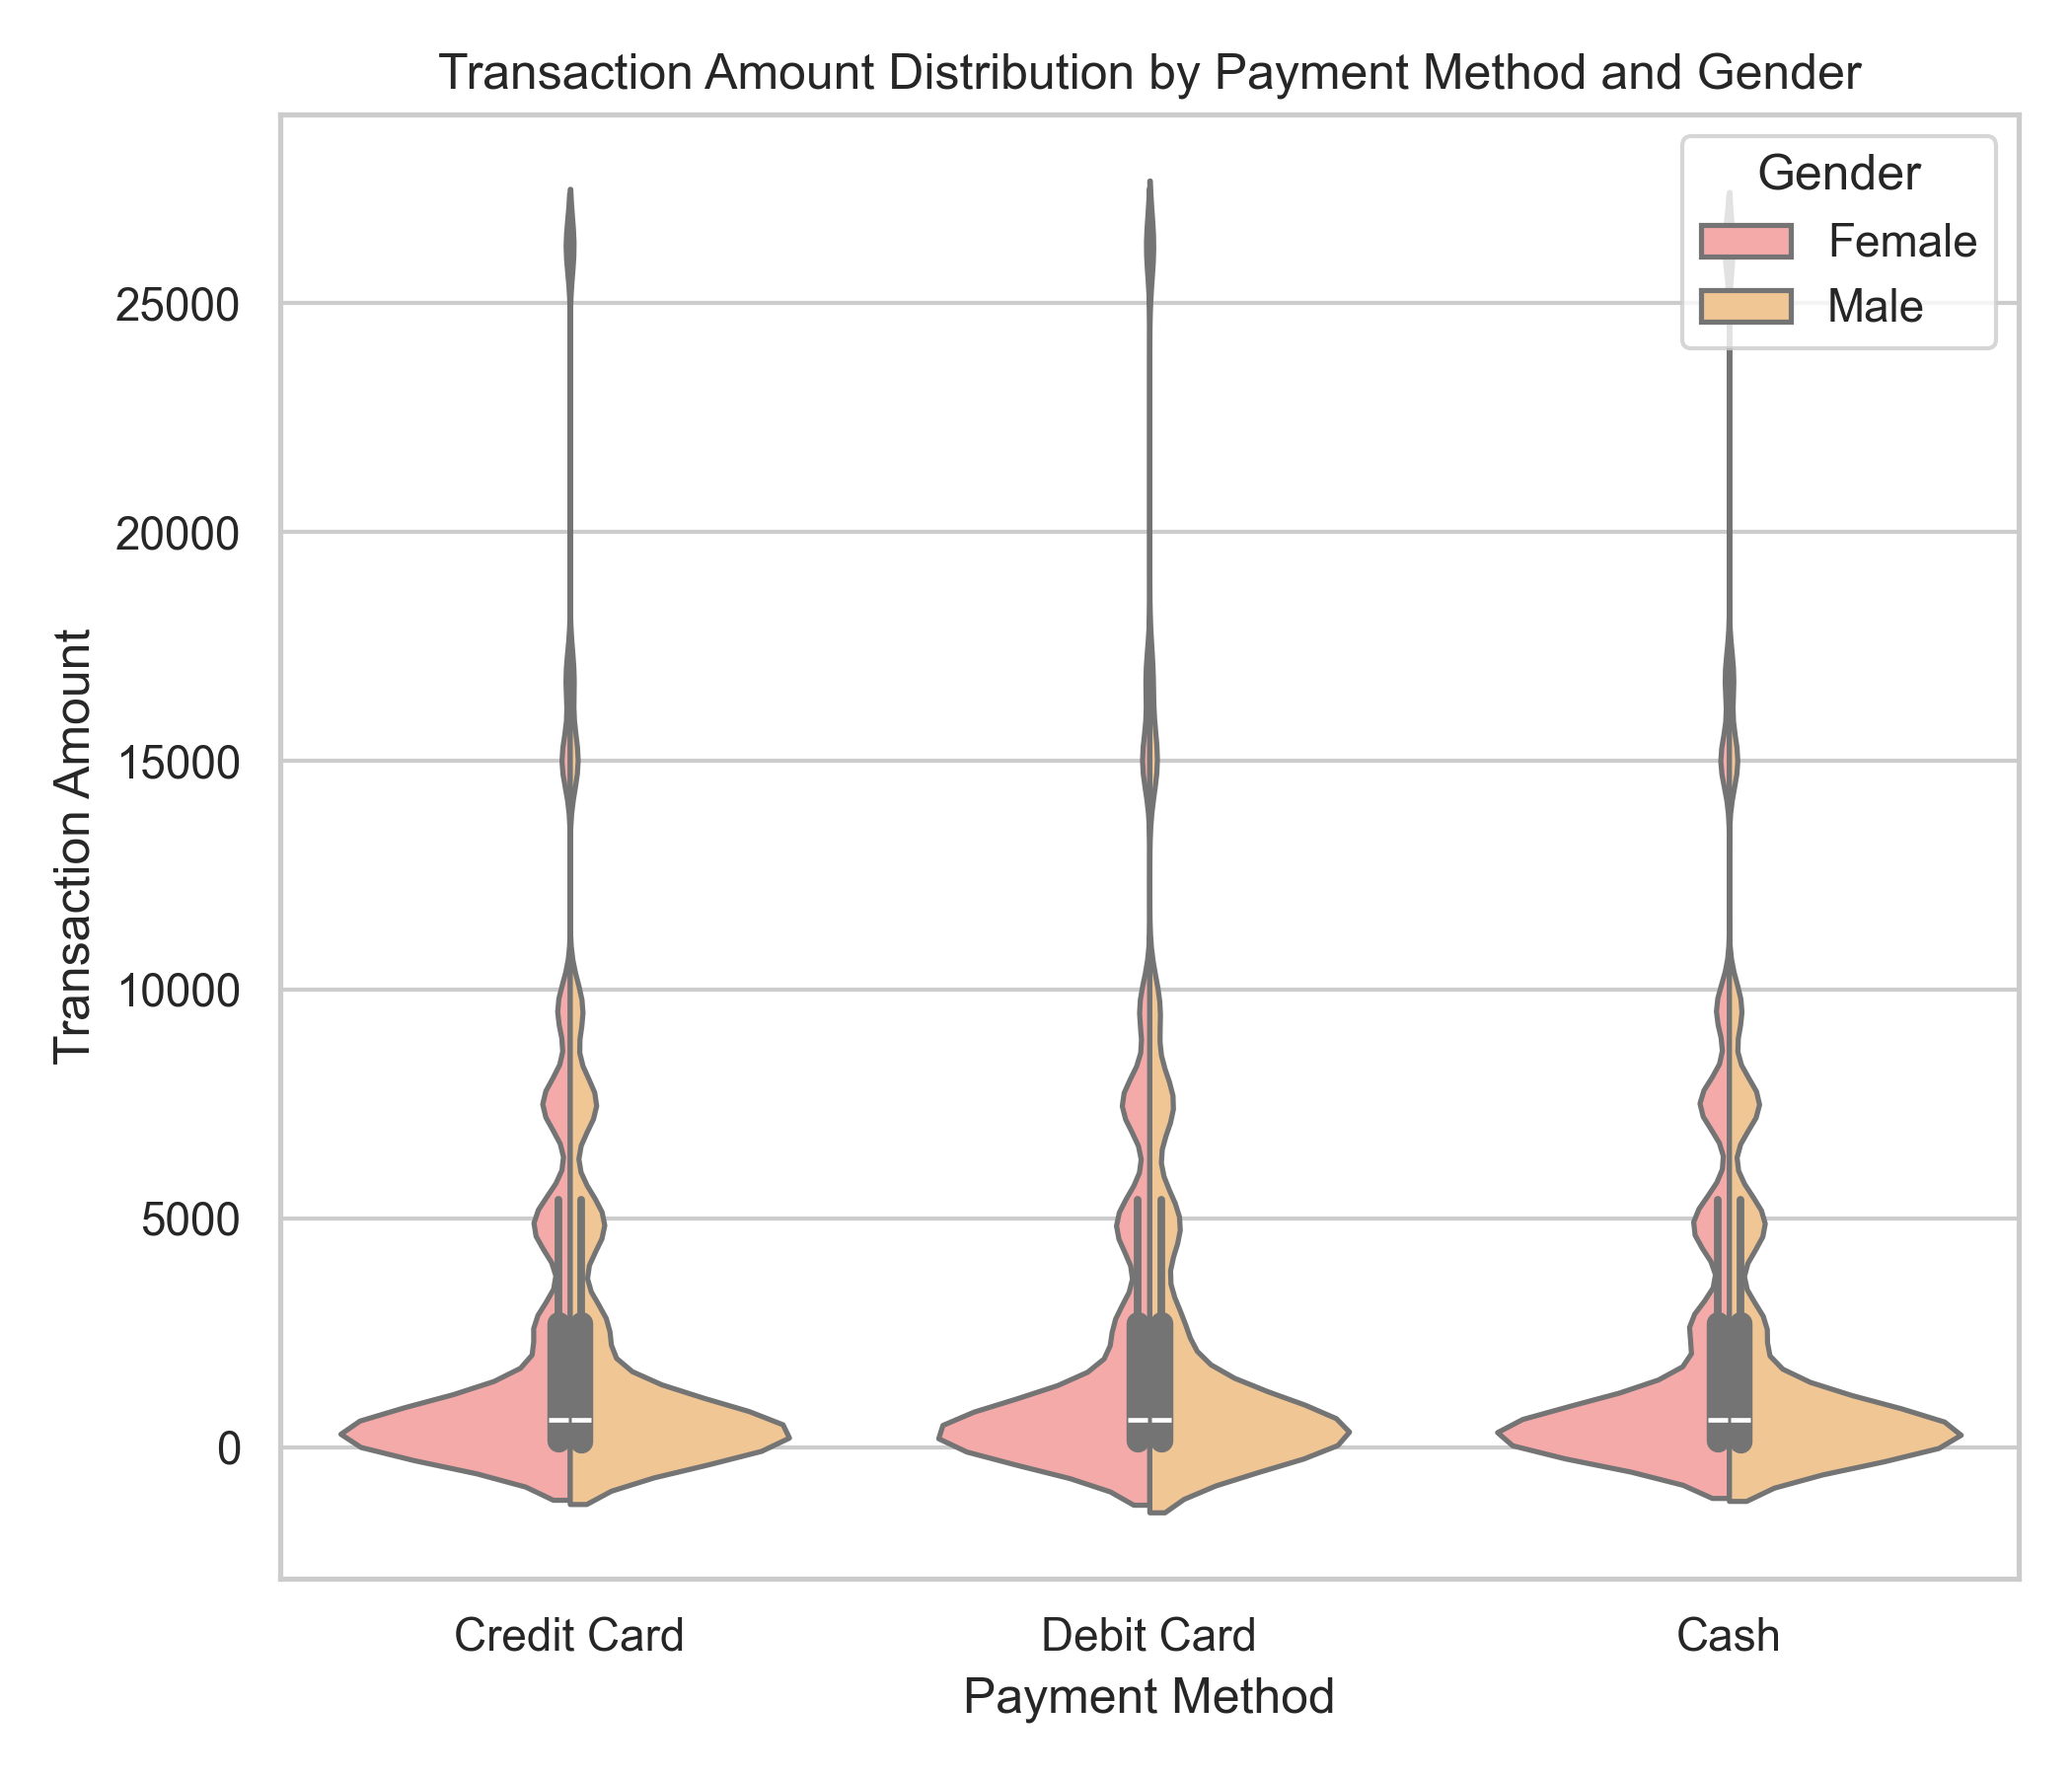 Transaction Amount Distribution by Payment Method and Gender
Gender
Female
Male
Transaction Amount
25000
20000
15000
10000
5000
0
Credit Card
Debit Card
Cash
Payment Method